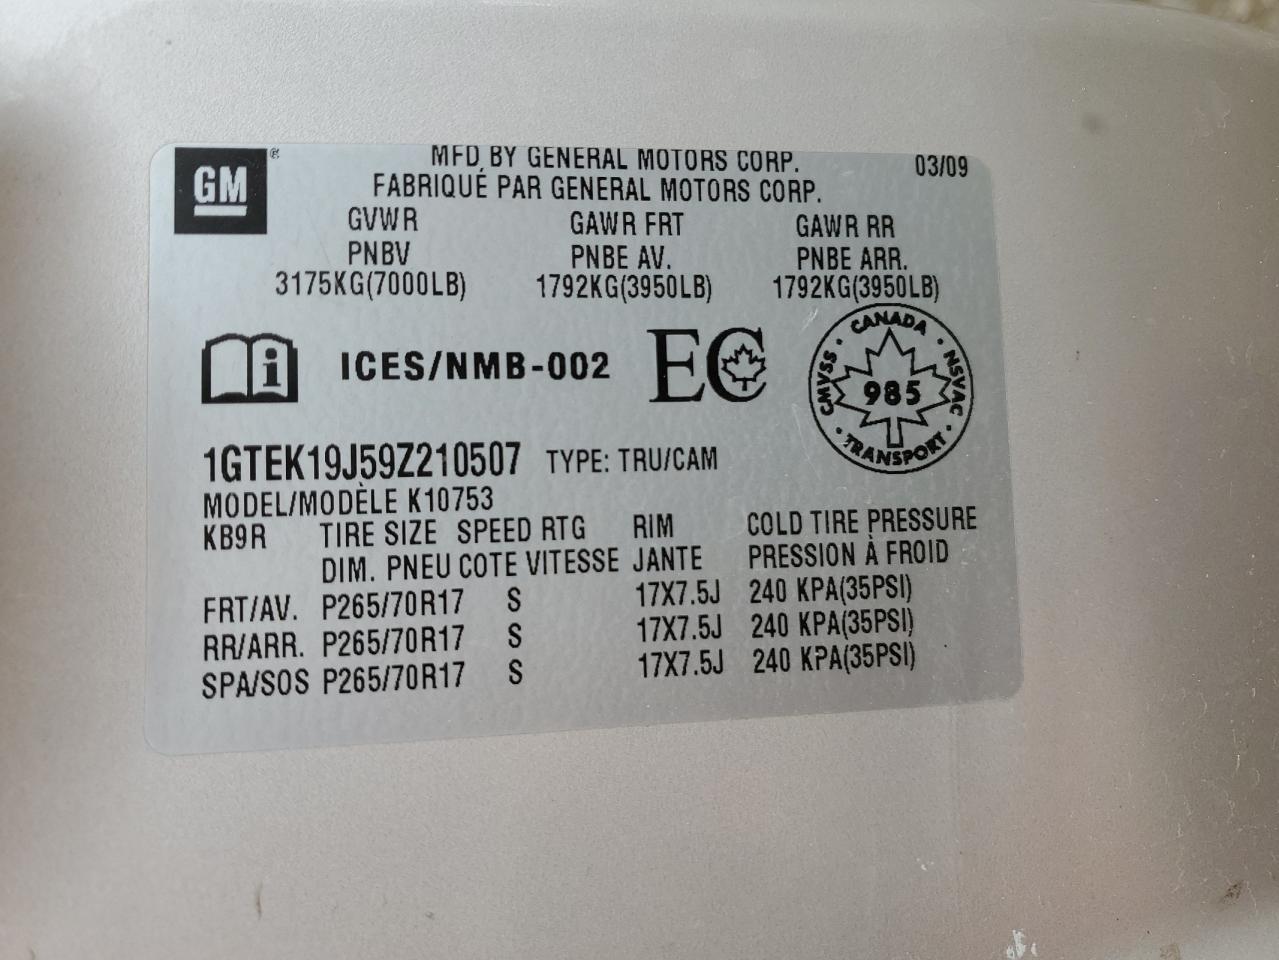 GM®
MFD BY GENERAL MOTORS CORP. 03/09
FABRIQUÉ PAR GENERAL MOTORS CORP.
GVWR GAWR FRT GAWR RR
PNBV PNBE AV. PNBE ARR.
3175KG(7000LB) 1792KG(3950LB) 1792KG(3950LB)
i ICES/NMB-002 EC
CANADA
CMVSS 985 NSVAC
TRANSPORT
1GTEK19J59Z210507 TYPE: TRU/CAM
MODEL/MODÈLE K10753
KB9R TIRE SIZE SPEED RTG RIM COLD TIRE PRESSURE
DIM. PNEU COTE VITESSE JANTE PRESSION À FROID
FRT/AV. P265/70R17 S 17X7.5J 240 KPA(35PSI)
RR/ARR. P265/70R17 S 17X7.5J 240 KPA(35PSI)
SPA/SOS P265/70R17 S 17X7.5J 240 KPA(35PSI)